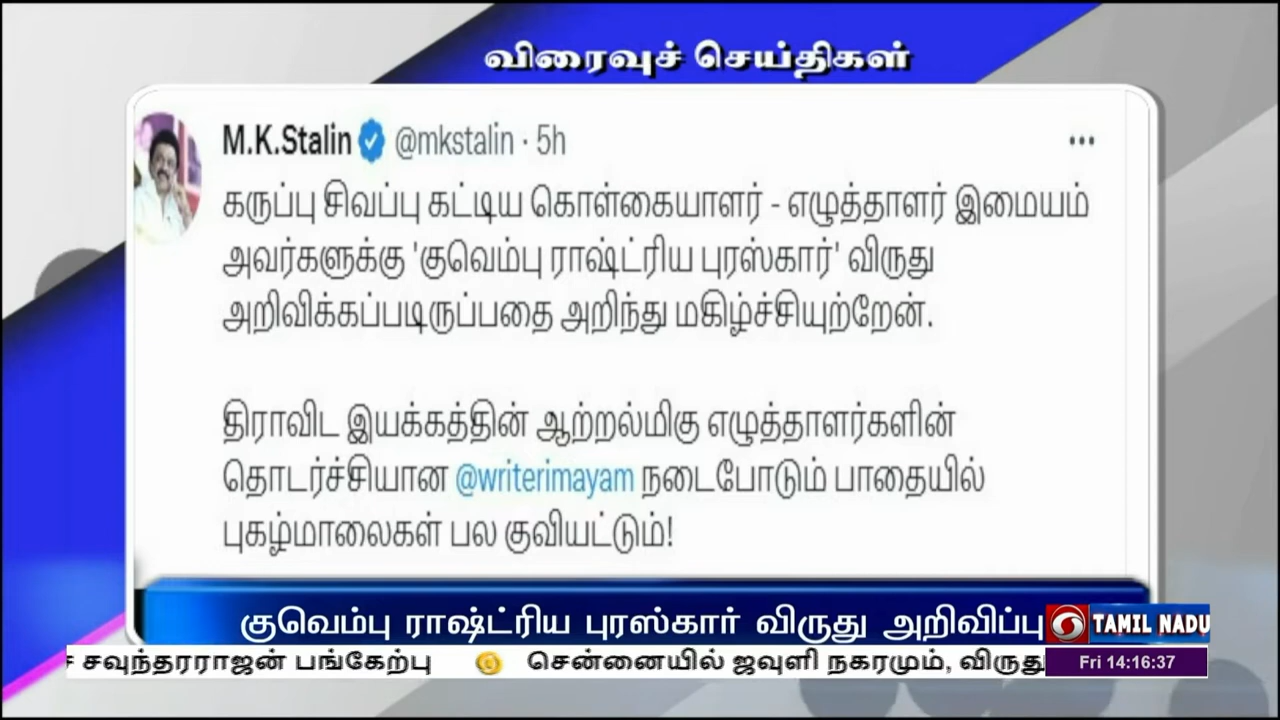 விரைவுச் செய்திகள்
M.K.Stalin @mkstalin · 5h
கருப்பு சிவப்பு கட்டிய கொள்கையாளர் - எழுத்தாளர் இமையம்
அவர்களுக்கு 'குவெம்பு ராஷ்ட்ரிய புரஸ்கார்' விருது
அறிவிக்கப்படிருப்பதை அறிந்து மகிழ்ச்சியுற்றேன்.
திராவிட இயக்கத்தின் ஆற்றல்மிகு எழுத்தாளர்களின்
தொடர்ச்சியான @writerimayam நடைபோடும் பாதையில்
புகழ்மாலைகள் பல குவியட்டும்!
குவெம்பு ராஷ்ட்ரிய புரஸ்கார் விருது அறிவிப்பு
TAMIL NADU
சவுந்தரராஜன் பங்கேற்பு சென்னையில் ஜவுளி நகரமும், விருது
Fri 14:16:37